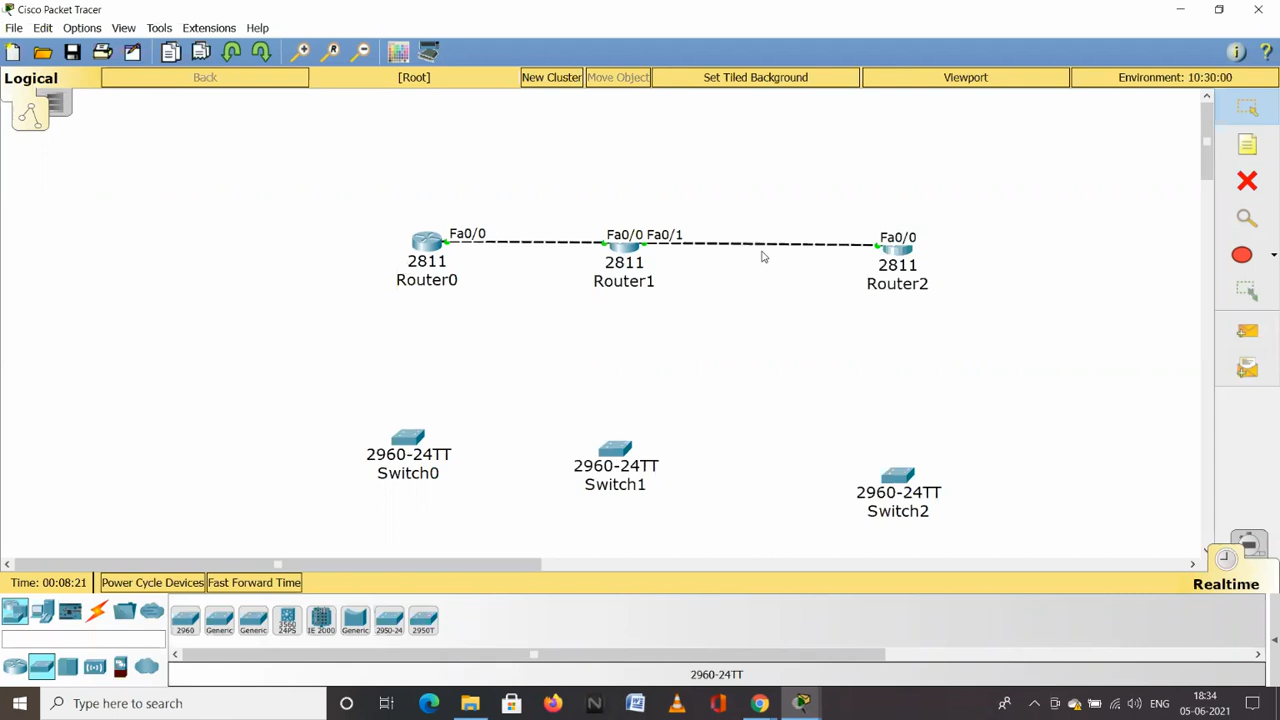 Cisco Packet Tracer
File Edit Options View Tools Extensions Help
Logical Back [Root] New Cluster Move Object Set Tiled Background Viewport Environment: 10:30:00
Fa0/0 Fa0/0 Fa0/1 Fa0/0
2811 2811 2811
Router0 Router1 Router2
2960-24TT 2960-24TT 2960-24TT
Switch0 Switch1 Switch2
Time: 00:08:21 Power Cycle Devices Fast Forward Time Realtime
2960 Generic Generic 3560 24PS IE 2000 Generic 2950-24 2950T
2960-24TT
Type here to search
ENG 18:34
05-06-2021